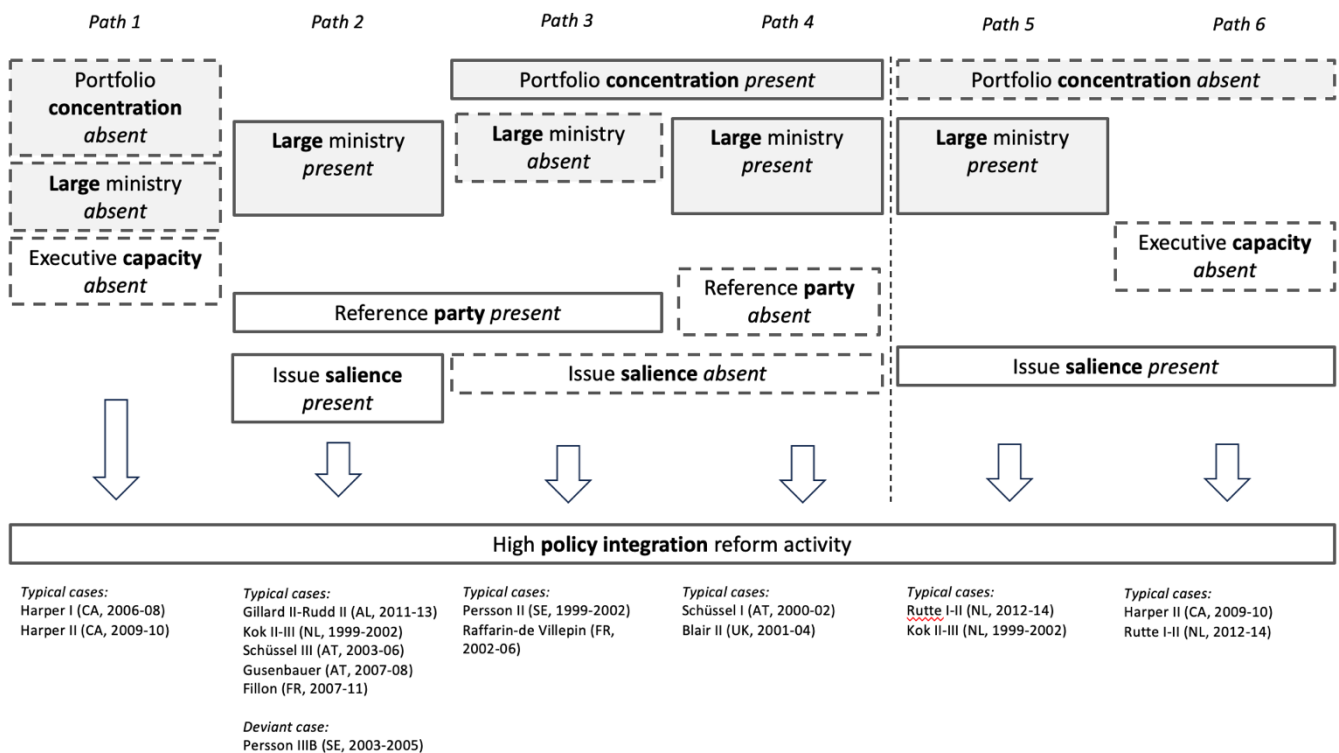 Path 1
Path 2
Path 3
Path 4
Path 5
Path 6
Portfolio
concentration
absent
Portfolio concentration present
Portfolio concentration absent
Large ministry
present
Large ministry
absent
Large ministry
present
Large ministry
present
Large ministry
absent
Executive capacity
absent
Executive capacity
absent
Reference party present
Reference party
absent
Issue salience
present
Issue salience absent
Issue salience present
High policy integration reform activity
Typical cases:
Harper I (CA, 2006-08)
Harper II (CA, 2009-10)
Typical cases:
Gillard II-Rudd II (AL, 2011-13)
Kok II-III (NL, 1999-2002)
Schüssel III (AT, 2003-06)
Gusenbauer (AT, 2007-08)
Fillon (FR, 2007-11)
Deviant case:
Persson IIIB (SE, 2003-2005)
Typical cases:
Persson II (SE, 1999-2002)
Raffarin-de Villepin (FR,
2002-06)
Typical cases:
Schüssel I (AT, 2000-02)
Blair II (UK, 2001-04)
Typical cases:
Rutte I-II (NL, 2012-14)
Kok II-III (NL, 1999-2002)
Typical cases:
Harper II (CA, 2009-10)
Rutte I-II (NL, 2012-14)